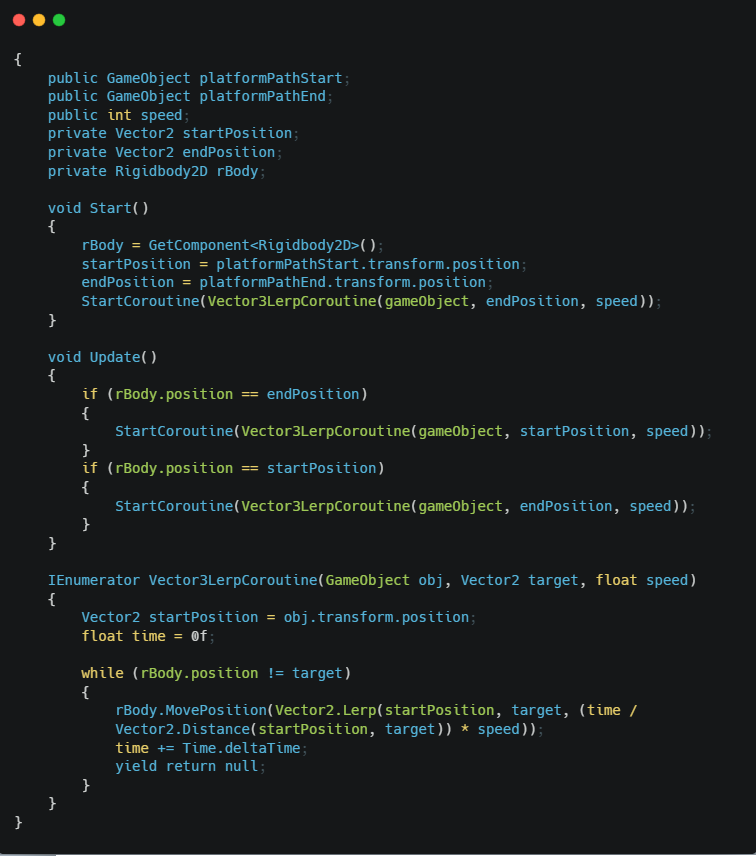 {
    public GameObject platformPathStart;
    public GameObject platformPathEnd;
    public int speed;
    private Vector2 startPosition;
    private Vector2 endPosition;
    private Rigidbody2D rBody;

    void Start()
    {
        rBody = GetComponent<Rigidbody2D>();
        startPosition = platformPathStart.transform.position;
        endPosition = platformPathEnd.transform.position;
        StartCoroutine(Vector3LerpCoroutine(gameObject, endPosition, speed));
    }

    void Update()
    {
        if (rBody.position == endPosition)
        {
            StartCoroutine(Vector3LerpCoroutine(gameObject, startPosition, speed));
        }
        if (rBody.position == startPosition)
        {
            StartCoroutine(Vector3LerpCoroutine(gameObject, endPosition, speed));
        }
    }

    IEnumerator Vector3LerpCoroutine(GameObject obj, Vector2 target, float speed)
    {
        Vector2 startPosition = obj.transform.position;
        float time = 0f;

        while (rBody.position != target)
        {
            rBody.MovePosition(Vector2.Lerp(startPosition, target, (time /
            Vector2.Distance(startPosition, target)) * speed));
            time += Time.deltaTime;
            yield return null;
        }
    }
}